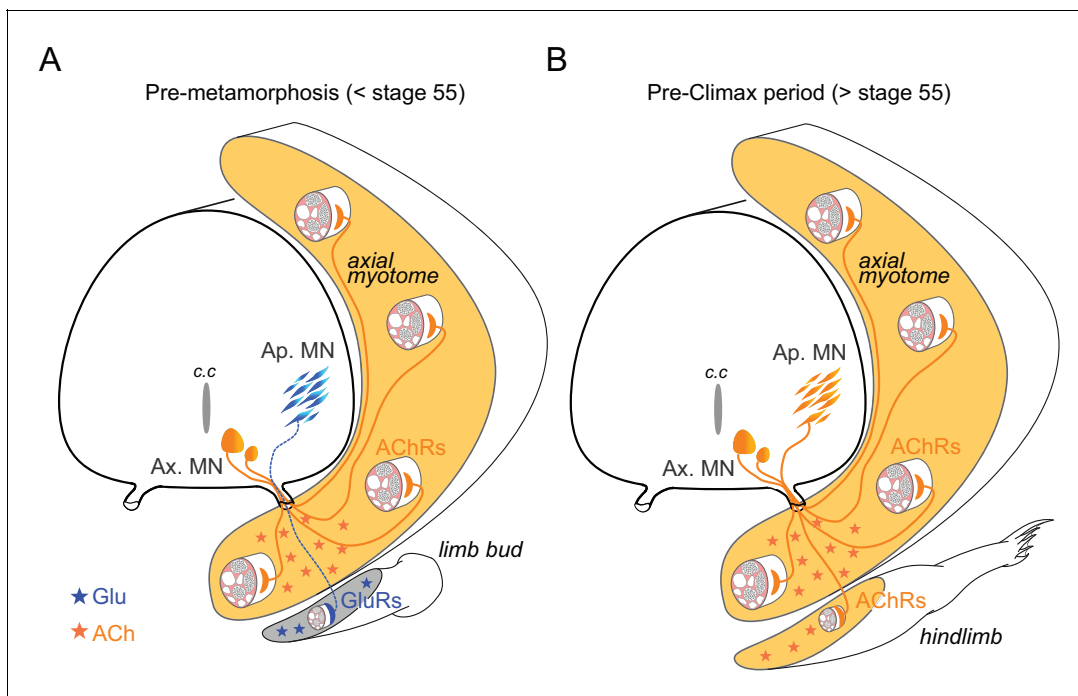 A
Pre-metamorphosis (< stage 55)
axial
myotome
Ap. MN
c.c
Ax. MN
AChRs
limb bud
GluRs
Glu
ACh
B
Pre-Climax period (> stage 55)
axial
myotome
Ap. MN
c.c
Ax. MN
AChRs
AChRs
hindlimb